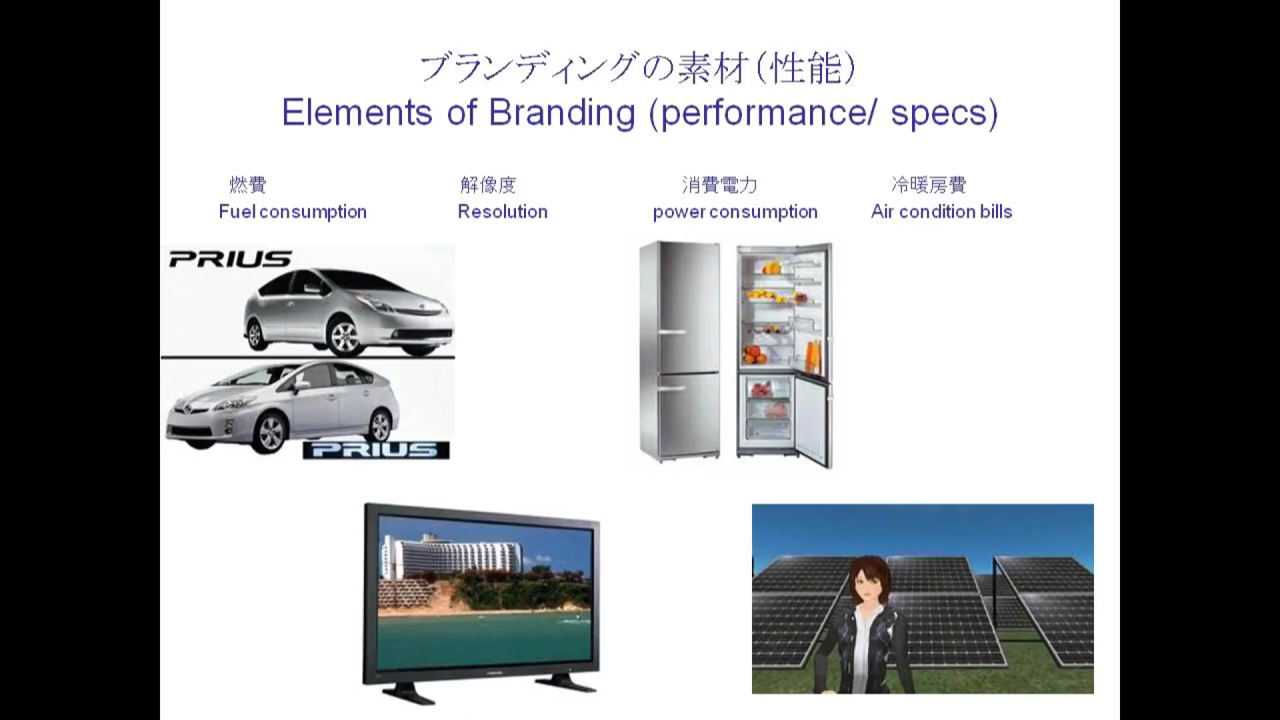 ブランディングの素材(性能)
Elements of Branding (performance/ specs)
燃費 解像度 消費電力 冷暖房費
Fuel consumption Resolution power consumption Air condition bills
PRIUS
PRIUS